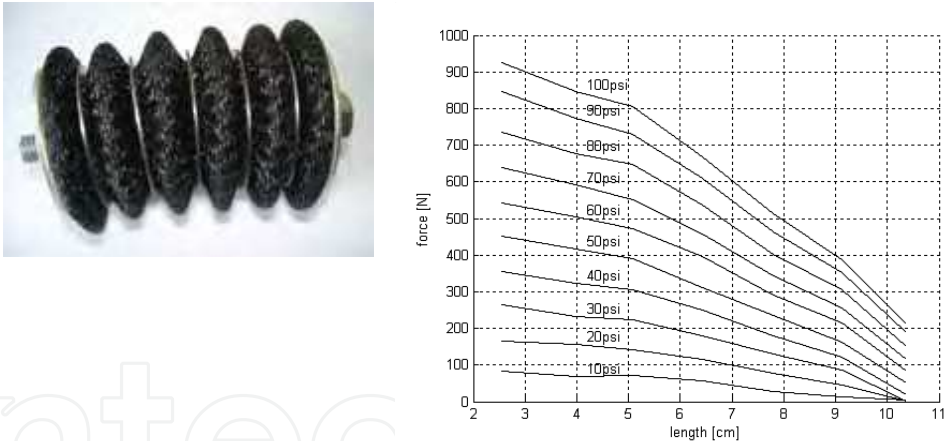 1000
900
800
700
600
500
400
300
200
100
0
force [N]
100psi
90psi
80psi
70psi
60psi
50psi
40psi
30psi
20psi
10psi
2 3 4 5 6 7 8 9 10 11
length [cm]
ntec